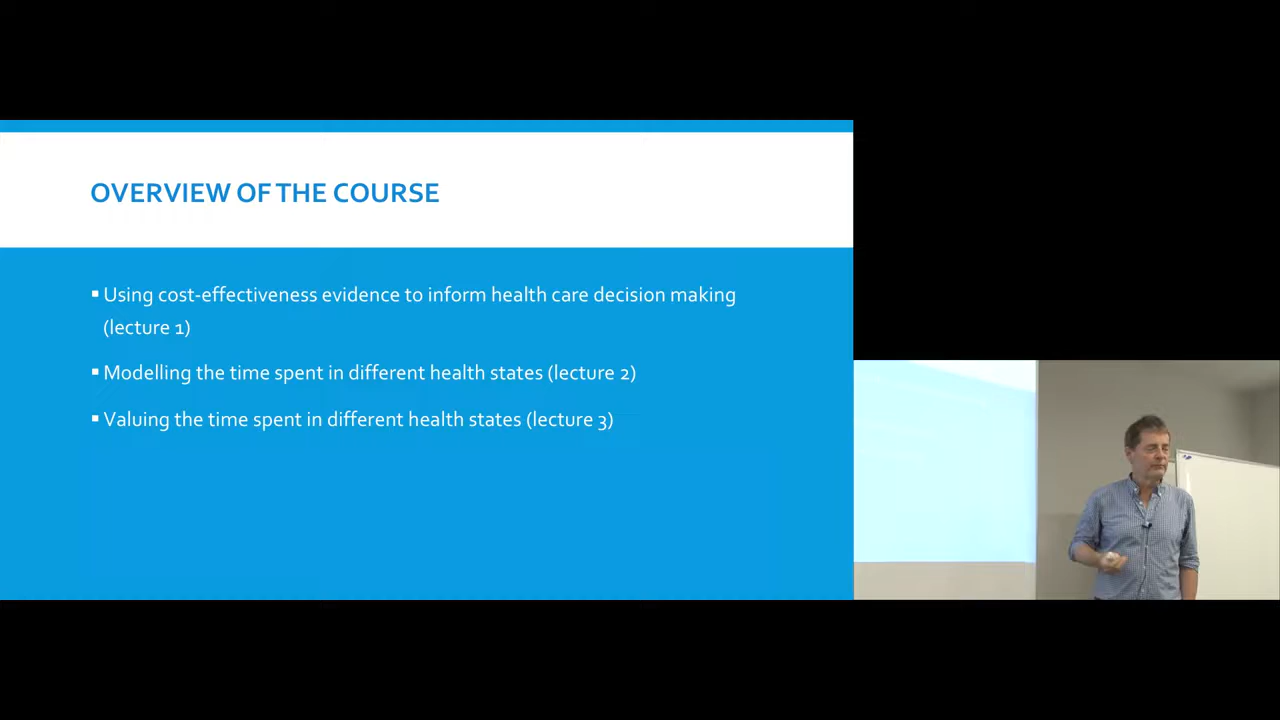 OVERVIEW OF THE COURSE
▪ Using cost-effectiveness evidence to inform health care decision making
(lecture 1)
▪ Modelling the time spent in different health states (lecture 2)
▪ Valuing the time spent in different health states (lecture 3)